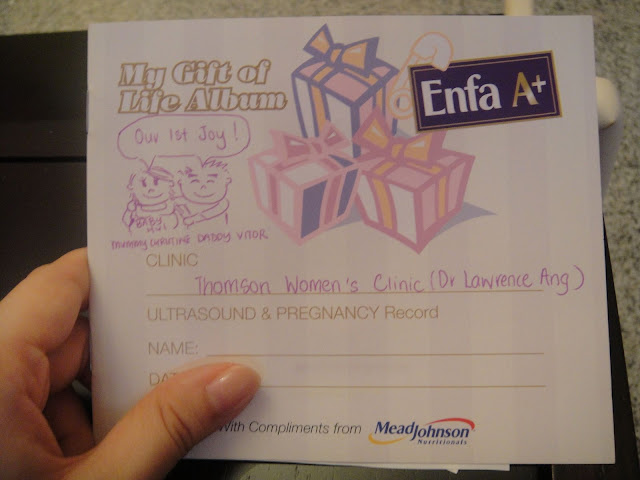 My Gift of
Life Album
Enfa A+
Our 1st Joy!
BABY
Mummy CHRISTINE DADDY VITOR
CLINIC
Thomson Women's Clinic (Dr Lawrence Ang)
ULTRASOUND & PREGNANCY Record
NAME:
With Compliments from
MeadJohnson
Nutritionals